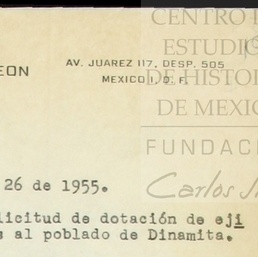 CENTRO
ESTUDI
DE HISTO
DE MEXIC
FUNDAC
Carlos
EON
AV. JUAREZ 117, DESP. 505
MEXICO 1, D. F.
26 de 1955.
licitud de dotación de eji
s al poblado de Dinamita.